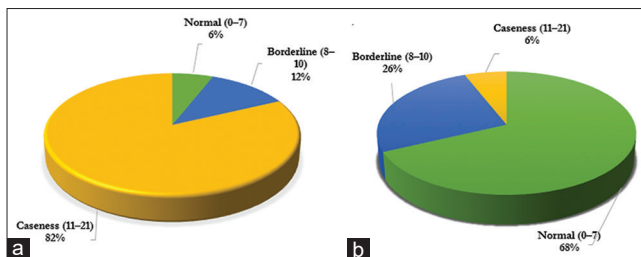 Normal (0–7)
6%
Borderline (8–
10)
12%
Caseness (11–21)
82%
a
Caseness (11–21)
6%
Borderline (8–10)
26%
Normal (0–7)
68%
b